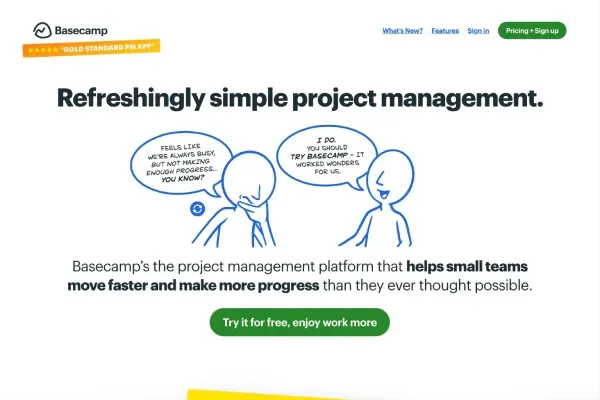 Basecamp
What's New?
Features
Sign in
Pricing + Sign up
★★★★★ "GOLD STANDARD PM APP"
Refreshingly simple project management.
FEELS LIKE
WE'RE ALWAYS BUSY,
BUT NOT MAKING
ENOUGH PROGRESS...
YOU KNOW?
I DO.
YOU SHOULD
TRY BASECAMP – IT
WORKED WONDERS
FOR US.
Basecamp's the project management platform that helps small teams
move faster and make more progress than they ever thought possible.
Try it for free, enjoy work more